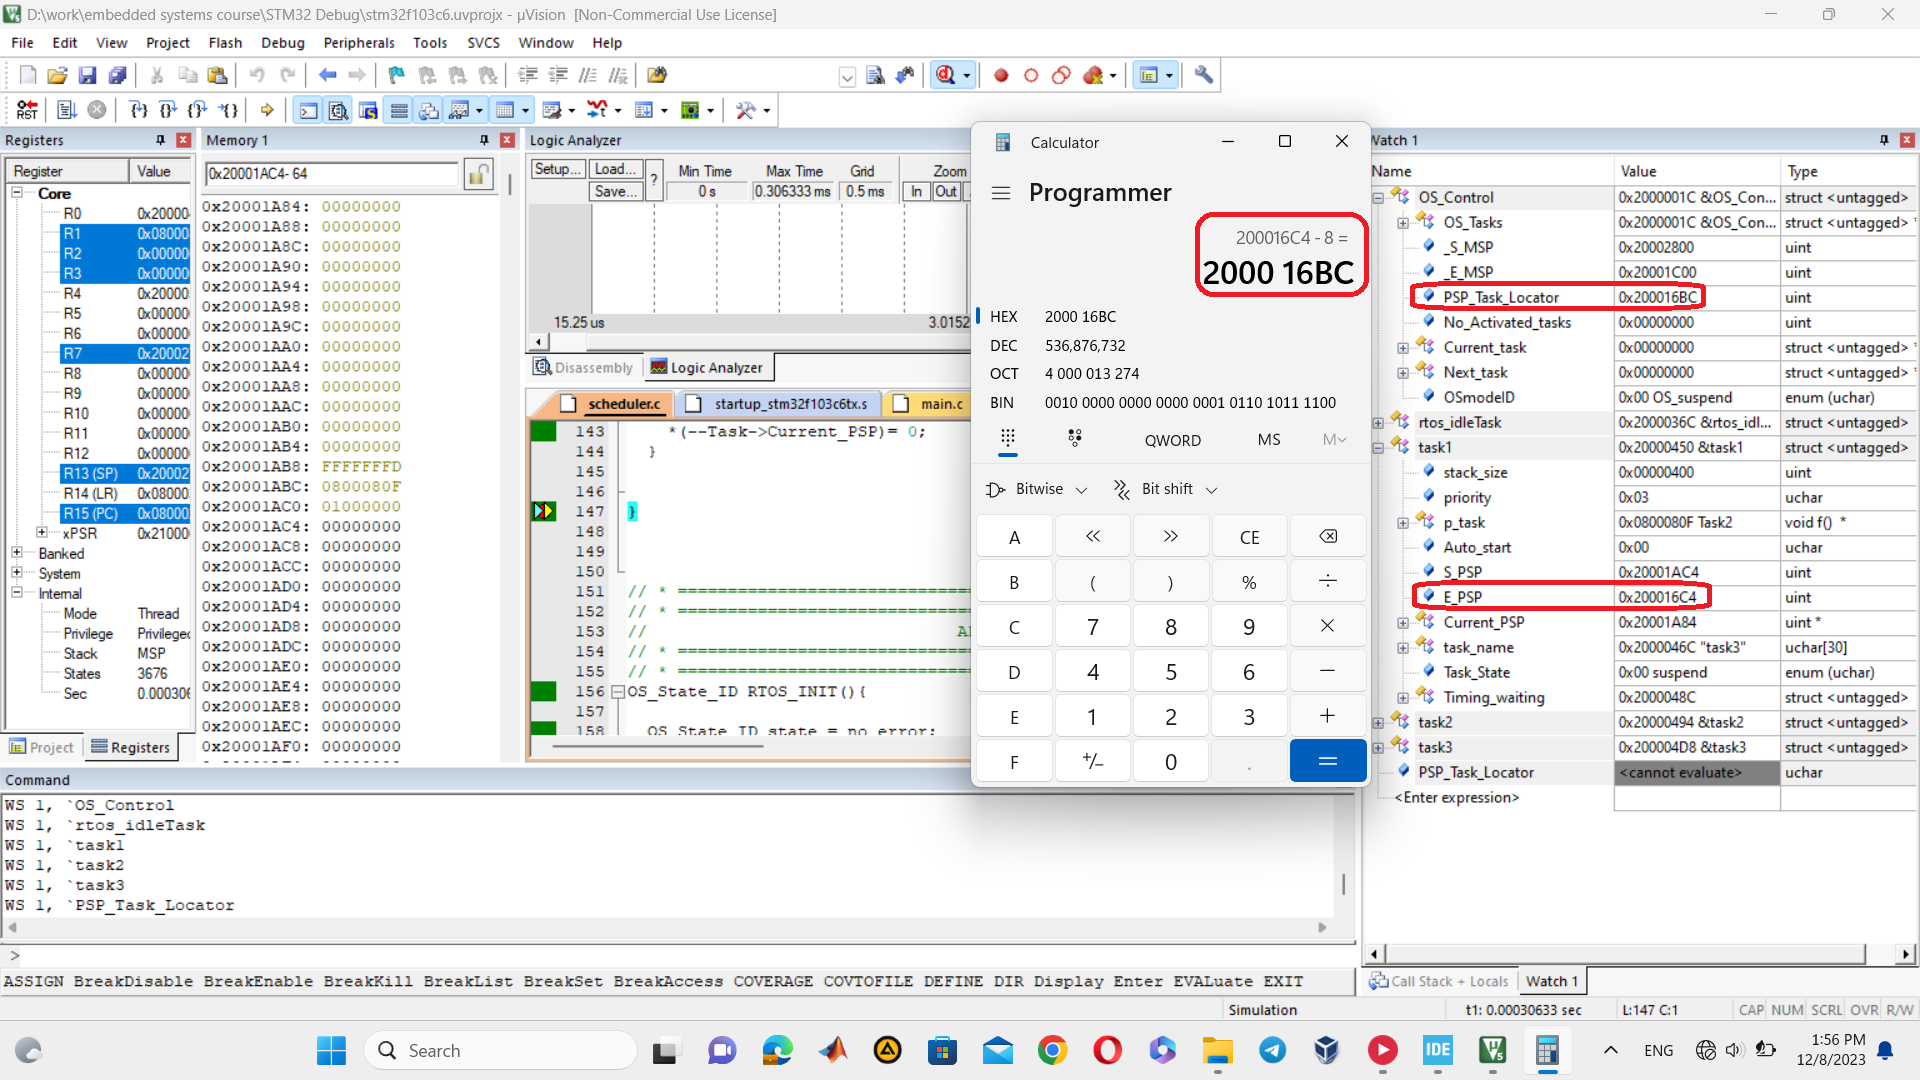 D:\work\embedded systems course\STM32 Debug\stm32f103c6.uvprojx - µVision [Non-Commercial Use License]
File Edit View Project Flash Debug Peripherals Tools SVCS Window Help
RST
Registers
Register Value
Core
R0 0x20004
R1 0x08000
R2 0x00000
R3 0x00000
R4 0x20000
R5 0x00000
R6 0x00000
R7 0x20002
R8 0x00000
R9 0x00000
R10 0x00000
R11 0x00000
R12 0x00000
R13 (SP) 0x20002
R14 (LR) 0x08000
R15 (PC) 0x08000
xPSR 0x21000
Banked
System
Internal
Mode Thread
Privilege Privileged
Stack MSP
States 3676
Sec 0.000306
Project Registers
Memory 1
0x20001AC4- 64
0x20001A84: 00000000
0x20001A88: 00000000
0x20001A8C: 00000000
0x20001A90: 00000000
0x20001A94: 00000000
0x20001A98: 00000000
0x20001A9C: 00000000
0x20001AA0: 00000000
0x20001AA4: 00000000
0x20001AA8: 00000000
0x20001AAC: 00000000
0x20001AB0: 00000000
0x20001AB4: 00000000
0x20001AB8: FFFFFFFD
0x20001ABC: 0800080F
0x20001AC0: 01000000
0x20001AC4: 00000000
0x20001AC8: 00000000
0x20001ACC: 00000000
0x20001AD0: 00000000
0x20001AD4: 00000000
0x20001AD8: 00000000
0x20001ADC: 00000000
0x20001AE0: 00000000
0x20001AE4: 00000000
0x20001AE8: 00000000
0x20001AEC: 00000000
0x20001AF0: 00000000
Logic Analyzer
Setup... Load... Save... ? Min Time Max Time Grid Zoom
0 s 0.306333 ms 0.5 ms In Out
15.25 us 3.0152
Disassembly Logic Analyzer
scheduler.c startup_stm32f103c6tx.s main.c
143 *(--Task->Current_PSP)= 0;
144 }
145
146
147 }
148
149
150
151 // * ==============================
152 // * ==============================
153 // A
154 // * ==============================
155 // * ==============================
156 OS_State_ID RTOS_INIT(){
157
158 OS_State_ID state = no_error;
Calculator
Programmer
200016C4 - 8 =
2000 16BC
HEX 2000 16BC
DEC 536,876,732
OCT 4 000 013 274
BIN 0010 0000 0000 0000 0001 0110 1011 1100
QWORD MS M
Bitwise Bit shift
A « » CE
B ( ) % ÷
C 7 8 9 ×
D 4 5 6 −
E 1 2 3 +
F +/− 0 . =
Watch 1
Name Value Type
OS_Control 0x2000001C &OS_Con... struct <untagged>
OS_Tasks 0x2000001C &OS_Con... struct <untagged> *
_S_MSP 0x20002800 uint
_E_MSP 0x20001C00 uint
PSP_Task_Locator 0x200016BC uint
No_Activated_tasks 0x00000000 uint
Current_task 0x00000000 struct <untagged> *
Next_task 0x00000000 struct <untagged> *
OSmodeID 0x00 OS_suspend enum (uchar)
rtos_idleTask 0x2000036C &rtos_idl... struct <untagged>
task1 0x20000450 &task1 struct <untagged>
stack_size 0x00000400 uint
priority 0x03 uchar
p_task 0x0800080F Task2 void f() *
Auto_start 0x00 uchar
S_PSP 0x20001AC4 uint
E_PSP 0x200016C4 uint
Current_PSP 0x20001A84 uint *
task_name 0x2000046C "task3" uchar[30]
Task_State 0x00 suspend enum (uchar)
Timing_waiting 0x2000048C struct <untagged>
task2 0x20000494 &task2 struct <untagged>
task3 0x200004D8 &task3 struct <untagged>
PSP_Task_Locator <cannot evaluate> uchar
<Enter expression>
Call Stack + Locals Watch 1
Command
WS 1, `OS_Control
WS 1, `rtos_idleTask
WS 1, `task1
WS 1, `task2
WS 1, `task3
WS 1, `PSP_Task_Locator
>
ASSIGN BreakDisable BreakEnable BreakKill BreakList BreakSet BreakAccess COVERAGE COVTOFILE DEFINE DIR Display Enter EVALuate EXIT
Simulation t1: 0.00030633 sec L:147 C:1 CAP NUM SCRL OVR R/W
Search
IDE
ENG
1:56 PM
12/8/2023